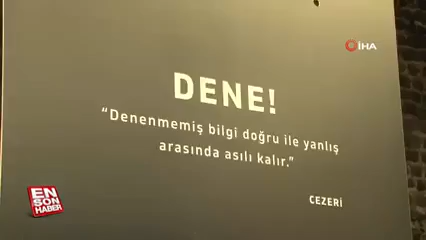 İHA
DENE!
“Denenmemiş bilgi doğru ile yanlış
arasında asılı kalır.”
CEZERİ
EN
SON
HABER